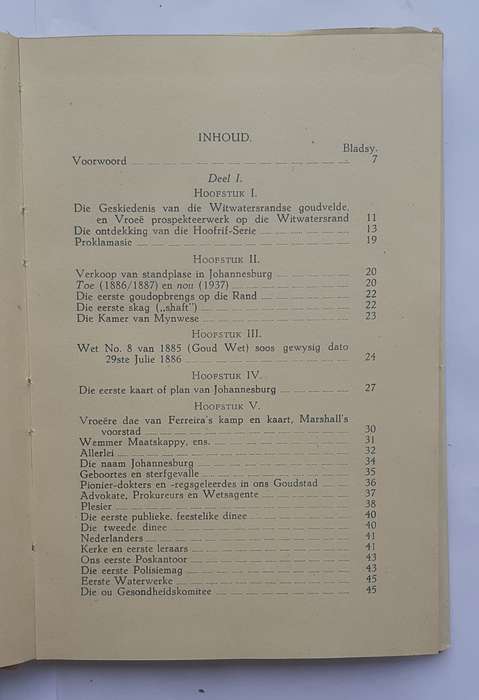 INHOUD.
Bladsy.
Voorwoord 7
Deel I.
HOOFSTUK I.
Die Geskiedenis van die Witwatersrandse goudvelde,
en Vroeë prospekteerwerk op die Witwatersrand 11
Die ontdekking van die Hoofrif-Serie 13
Proklamasie 19
HOOFSTUK II.
Verkoop van standplase in Johannesburg 20
Toe (1886/1887) en nou (1937) 20
Die eerste goudopbrengs op die Rand 22
Die eerste skag („shaft") 22
Die Kamer van Mynwese 23
HOOFSTUK III.
Wet No. 8 van 1885 (Goud Wet) soos gewysig dato
29ste Julie 1886 24
HOOFSTUK IV.
Die eerste kaart of plan van Johannesburg 27
HOOFSTUK V.
Vroeëre dae van Ferreira's kamp en kaart, Marshall's
voorstad 30
Wemmer Maatskappy, ens. 31
Allerlei 32
Die naam Johannesburg 34
Geboortes en sterfgevalle 35
Pionier-dokters en -regsgeleerdes in ons Goudstad 36
Advokate, Prokureurs en Wetsagente 37
Plesier 38
Die eerste publieke, feestelike dinee 40
Die tweede dinee 40
Nederlanders 41
Kerke en eerste leraars 41
Ons eerste Poskantoor 43
Die eerste Polisiemag 43
Eerste Waterwerke 45
Die ou Gesondheidskomitee 45